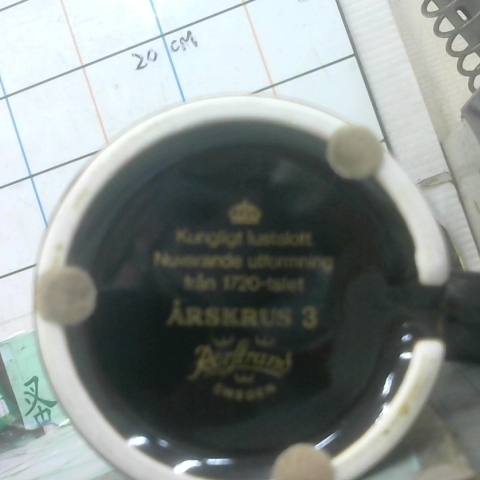 20 CM
Kungligt lustslott.
Nuvarande utformning
från 1720-talet
ÅRSKRUS 3
Rörstrand
SWEDEN